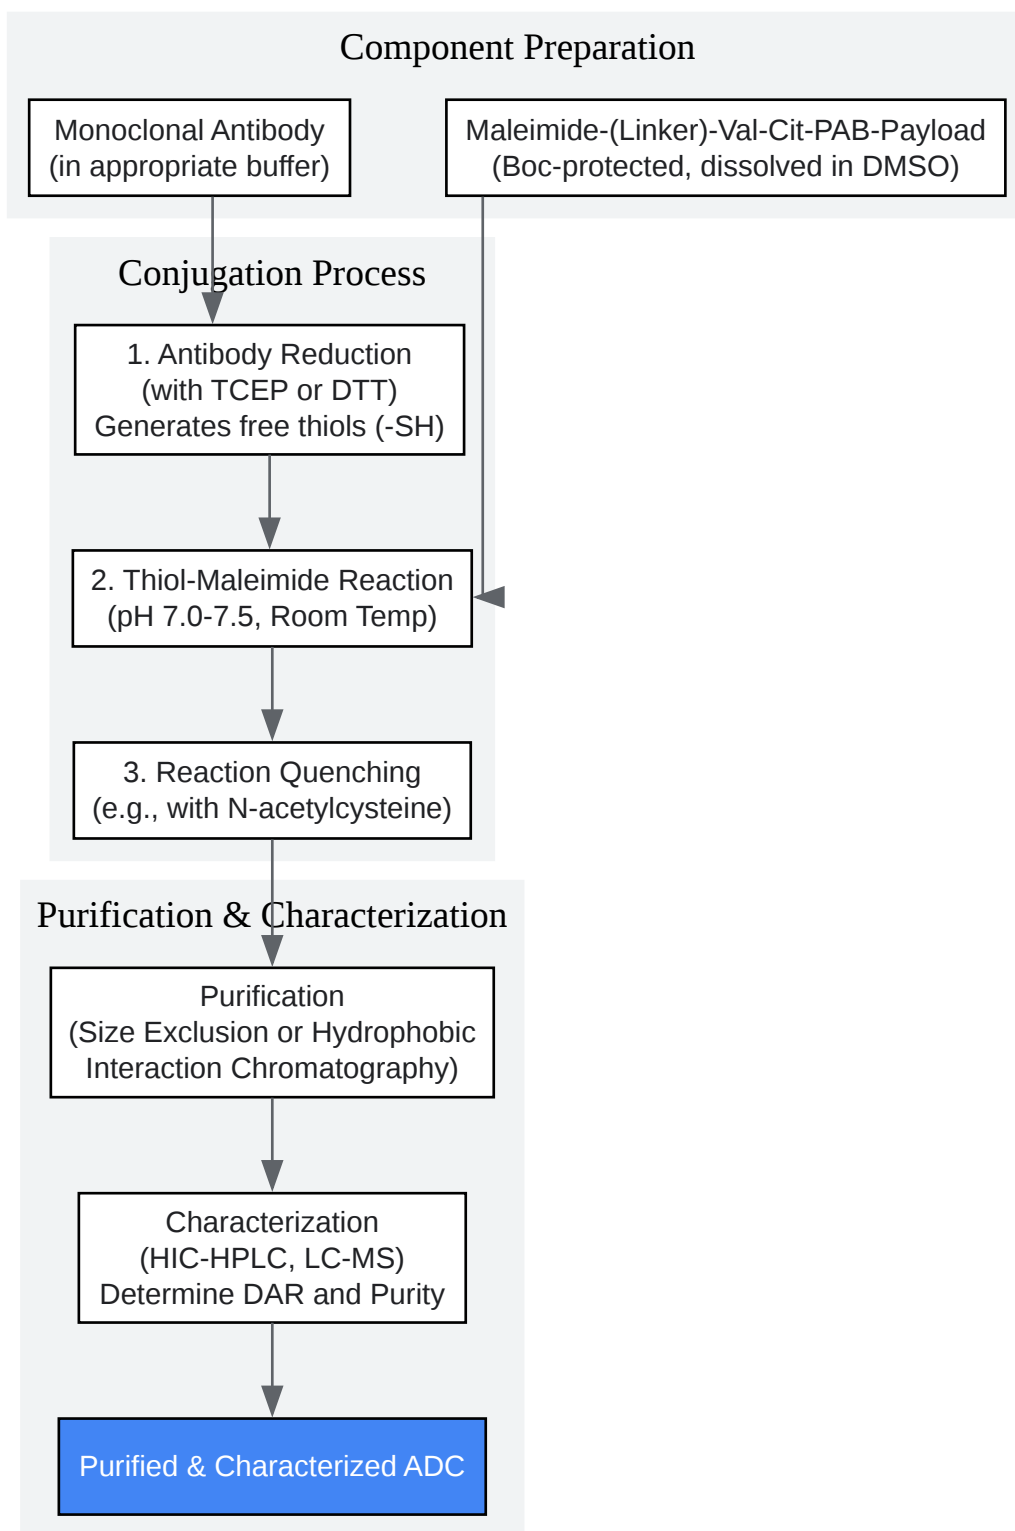 Component Preparation
Monoclonal Antibody
(in appropriate buffer)
Maleimide-(Linker)-Val-Cit-PAB-Payload
(Boc-protected, dissolved in DMSO)
Conjugation Process
1. Antibody Reduction
(with TCEP or DTT)
Generates free thiols (-SH)
2. Thiol-Maleimide Reaction
(pH 7.0-7.5, Room Temp)
3. Reaction Quenching
(e.g., with N-acetylcysteine)
Purification & Characterization
Purification
(Size Exclusion or Hydrophobic
Interaction Chromatography)
Characterization
(HIC-HPLC, LC-MS)
Determine DAR and Purity
Purified & Characterized ADC